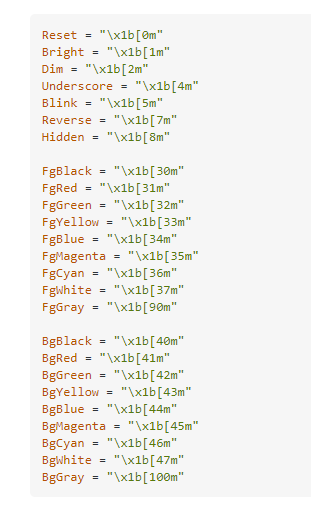 Reset = "\x1b[0m"
Bright = "\x1b[1m"
Dim = "\x1b[2m"
Underscore = "\x1b[4m"
Blink = "\x1b[5m"
Reverse = "\x1b[7m"
Hidden = "\x1b[8m"

FgBlack = "\x1b[30m"
FgRed = "\x1b[31m"
FgGreen = "\x1b[32m"
FgYellow = "\x1b[33m"
FgBlue = "\x1b[34m"
FgMagenta = "\x1b[35m"
FgCyan = "\x1b[36m"
FgWhite = "\x1b[37m"
FgGray = "\x1b[90m"

BgBlack = "\x1b[40m"
BgRed = "\x1b[41m"
BgGreen = "\x1b[42m"
BgYellow = "\x1b[43m"
BgBlue = "\x1b[44m"
BgMagenta = "\x1b[45m"
BgCyan = "\x1b[46m"
BgWhite = "\x1b[47m"
BgGray = "\x1b[100m"